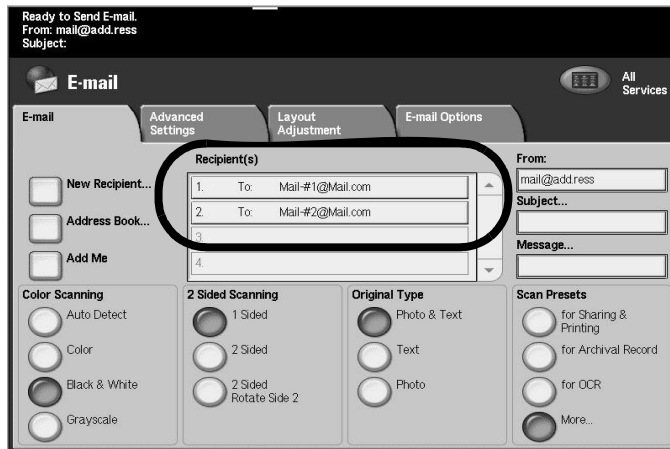 Ready to Send E-mail.
From: mail@add.ress
Subject:
E-mail
All
Services
E-mail
Advanced
Settings
Layout
Adjustment
E-mail Options
New Recipient...
Address Book...
Add Me
Recipient(s)
1. To: Mail-#1@Mail.com
2. To: Mail-#2@Mail.com
3.
4.
From:
mail@add.ress
Subject...
Message...
Color Scanning
Auto Detect
Color
Black & White
Grayscale
2 Sided Scanning
1 Sided
2 Sided
2 Sided
Rotate Side 2
Original Type
Photo & Text
Text
Photo
Scan Presets
for Sharing &
Printing
for Archival Record
for OCR
More...